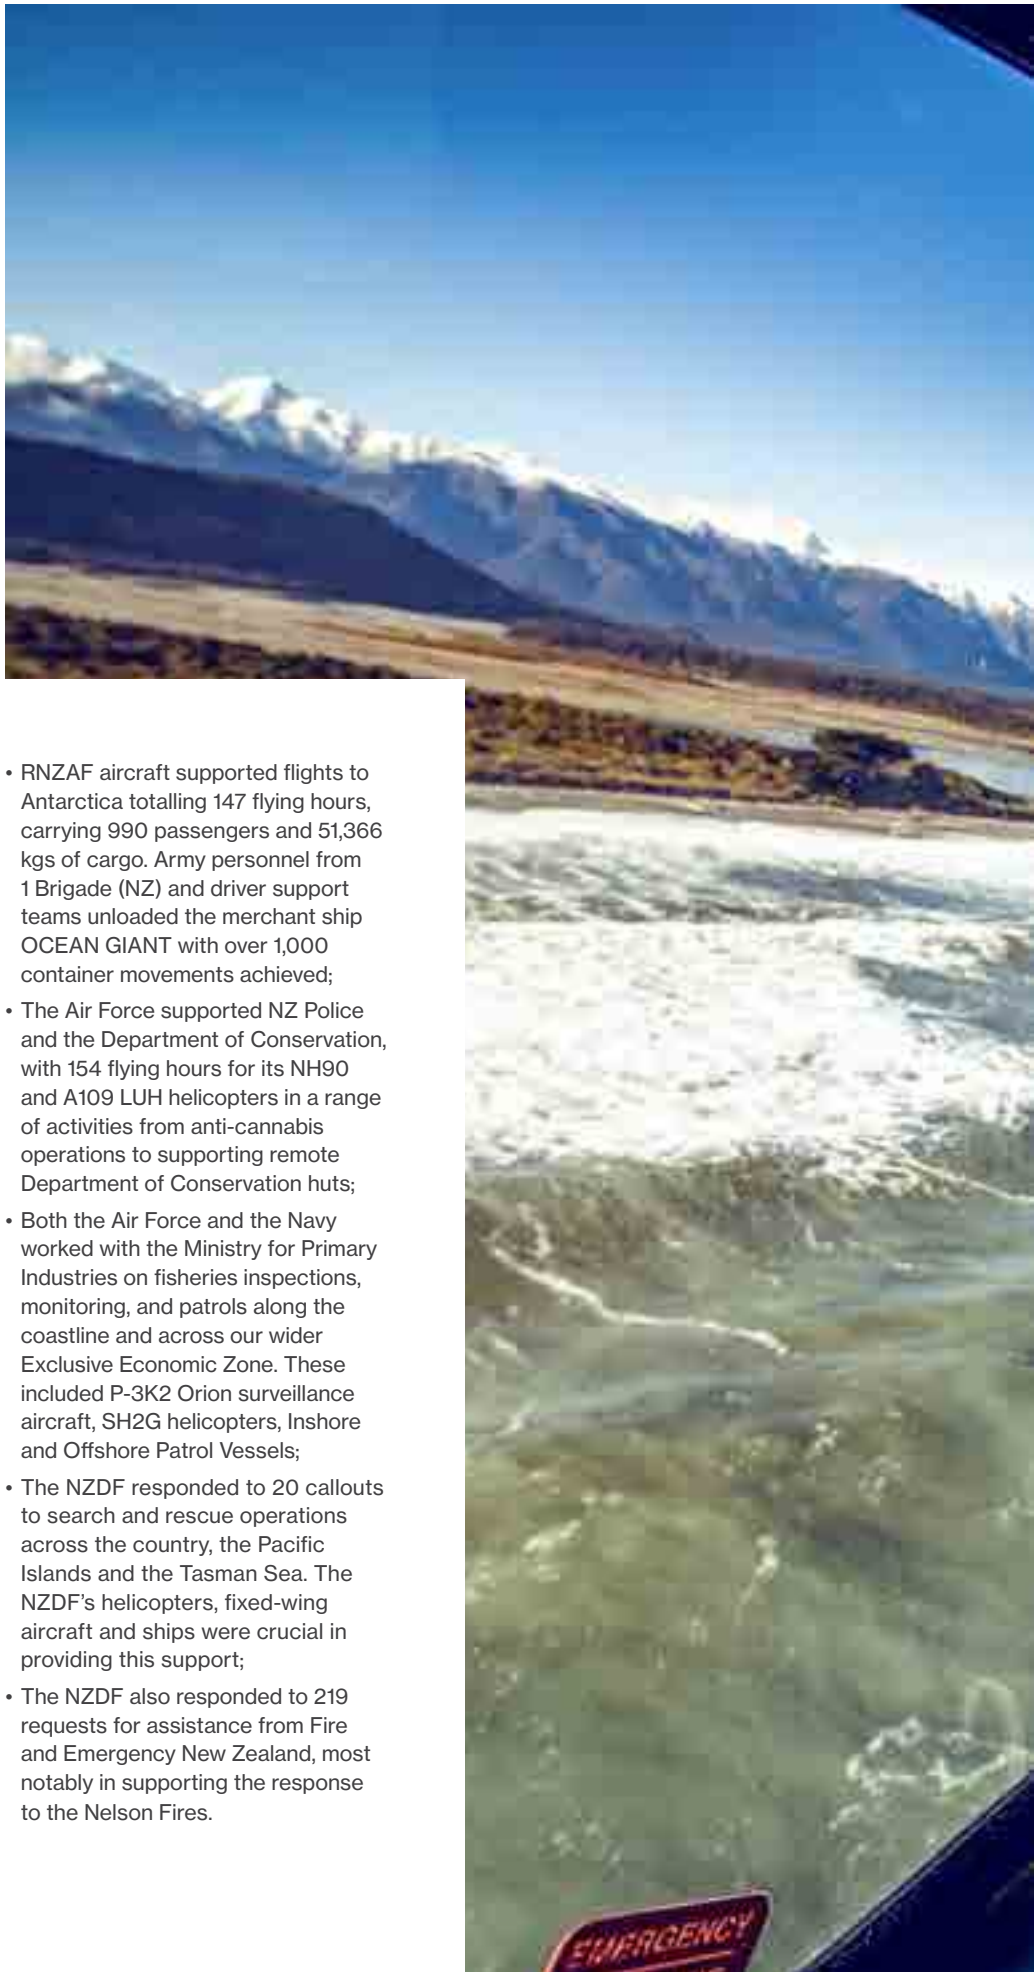 • RNZAF aircraft supported flights to
Antarctica totalling 147 flying hours,
carrying 990 passengers and 51,366
kgs of cargo. Army personnel from
1 Brigade (NZ) and driver support
teams unloaded the merchant ship
OCEAN GIANT with over 1,000
container movements achieved;
• The Air Force supported NZ Police
and the Department of Conservation,
with 154 flying hours for its NH90
and A109 LUH helicopters in a range
of activities from anti-cannabis
operations to supporting remote
Department of Conservation huts;
• Both the Air Force and the Navy
worked with the Ministry for Primary
Industries on fisheries inspections,
monitoring, and patrols along the
coastline and across our wider
Exclusive Economic Zone. These
included P-3K2 Orion surveillance
aircraft, SH2G helicopters, Inshore
and Offshore Patrol Vessels;
• The NZDF responded to 20 callouts
to search and rescue operations
across the country, the Pacific
Islands and the Tasman Sea. The
NZDF’s helicopters, fixed-wing
aircraft and ships were crucial in
providing this support;
• The NZDF also responded to 219
requests for assistance from Fire
and Emergency New Zealand, most
notably in supporting the response
to the Nelson Fires.
EMERGENCY